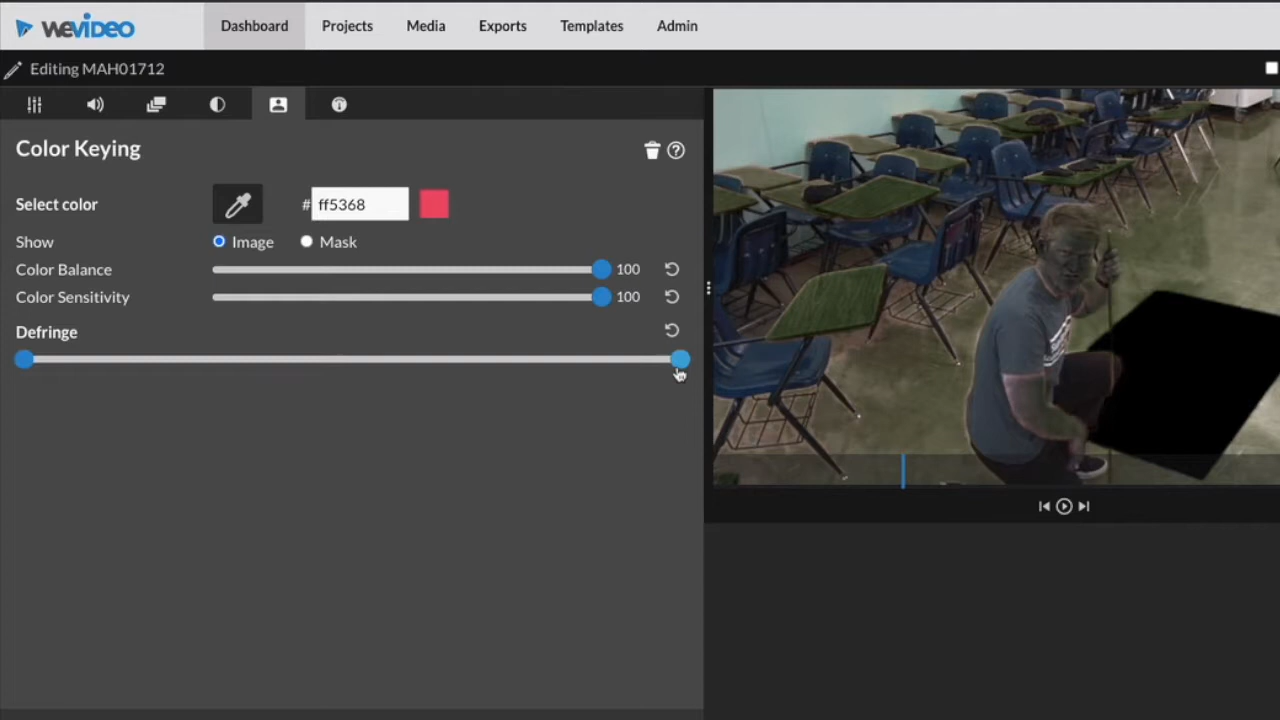 WEVIDEO Dashboard Projects Media Exports Templates Admin
Editing MAH01712
Color Keying
Select color # ff5368
Show Image Mask
Color Balance 100
Color Sensitivity 100
Defringe